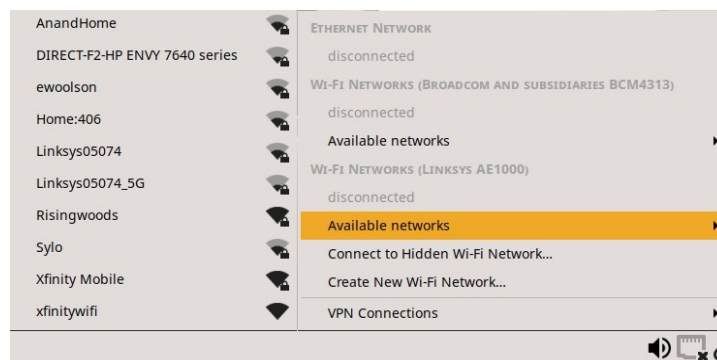 AnandHome
DIRECT-F2-HP ENVY 7640 series
ewoolson
Home:406
Linksys05074
Linksys05074_5G
Risingwoods
Sylo
Xfinity Mobile
xfinitywifi
Ethernet Network
disconnected
Wi-Fi Networks (Broadcom and subsidiaries BCM4313)
disconnected
Available networks
Wi-Fi Networks (Linksys AE1000)
disconnected
Available networks
Connect to Hidden Wi-Fi Network...
Create New Wi-Fi Network...
VPN Connections